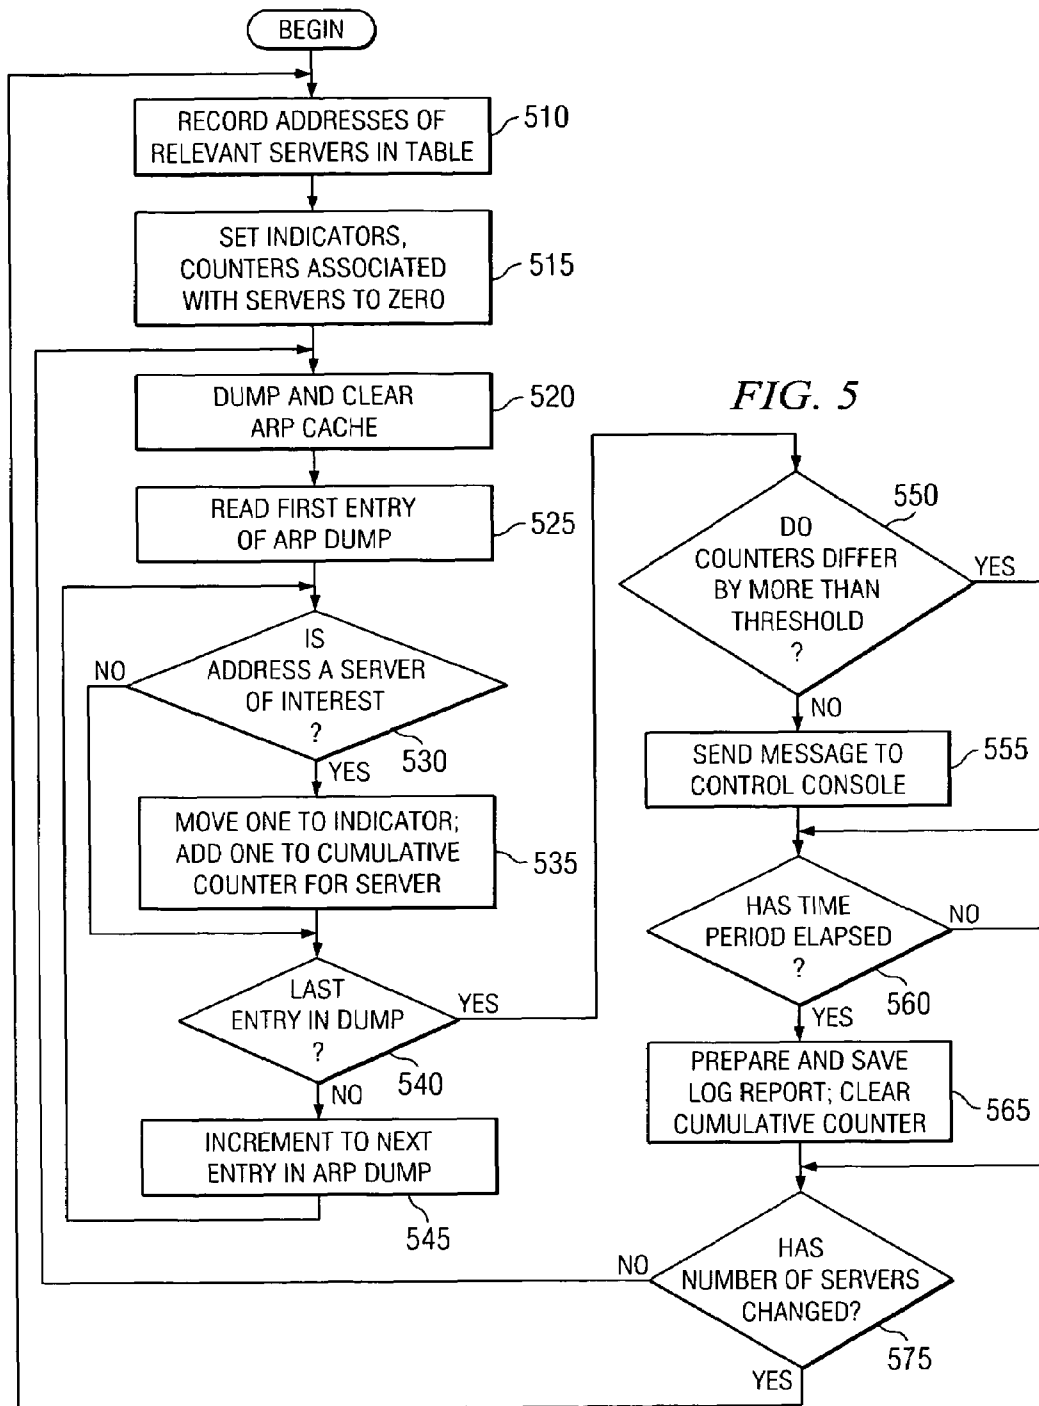 BEGIN
RECORD ADDRESSES OF
RELEVANT SERVERS IN TABLE
510
SET INDICATORS,
COUNTERS ASSOCIATED
WITH SERVERS TO ZERO
515
DUMP AND CLEAR
ARP CACHE
520
READ FIRST ENTRY
OF ARP DUMP
525
IS
ADDRESS A SERVER
OF INTEREST
?
NO
530
YES
MOVE ONE TO INDICATOR;
ADD ONE TO CUMULATIVE
COUNTER FOR SERVER
535
LAST
ENTRY IN DUMP
?
YES
540
NO
INCREMENT TO NEXT
ENTRY IN ARP DUMP
545
FIG. 5
DO
COUNTERS DIFFER
BY MORE THAN
THRESHOLD
?
550
YES
NO
SEND MESSAGE TO
CONTROL CONSOLE
555
HAS TIME
PERIOD ELAPSED
?
NO
560
YES
PREPARE AND SAVE
LOG REPORT; CLEAR
CUMULATIVE COUNTER
565
HAS
NUMBER OF SERVERS
CHANGED?
NO
575
YES